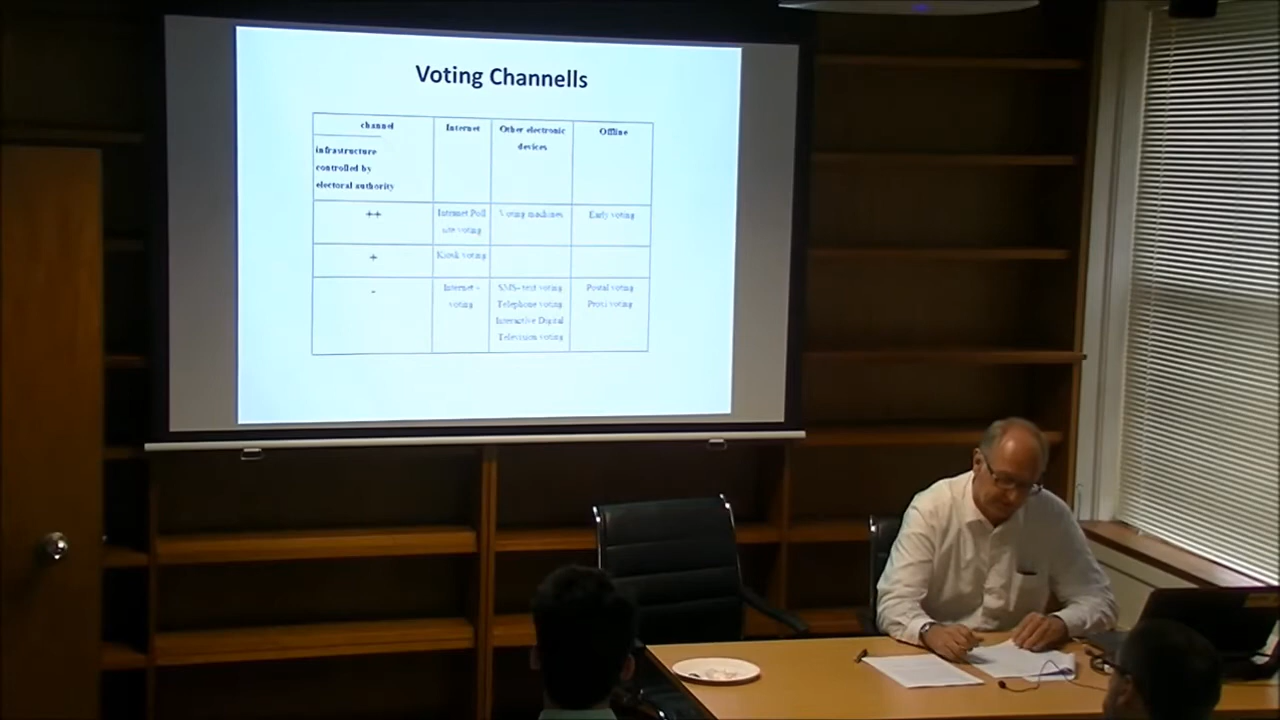 Voting Channells
channel
Internet
Other electronic
devices
Offline
infrastructure
controlled by
electoral authority
++
Internet Poll
site voting
Voting machines
Early voting
+
Kiosk voting
-
Internet -
voting
SMS- text voting
Telephone voting
Interactive Digital
Television voting
Postal voting
Proxi voting